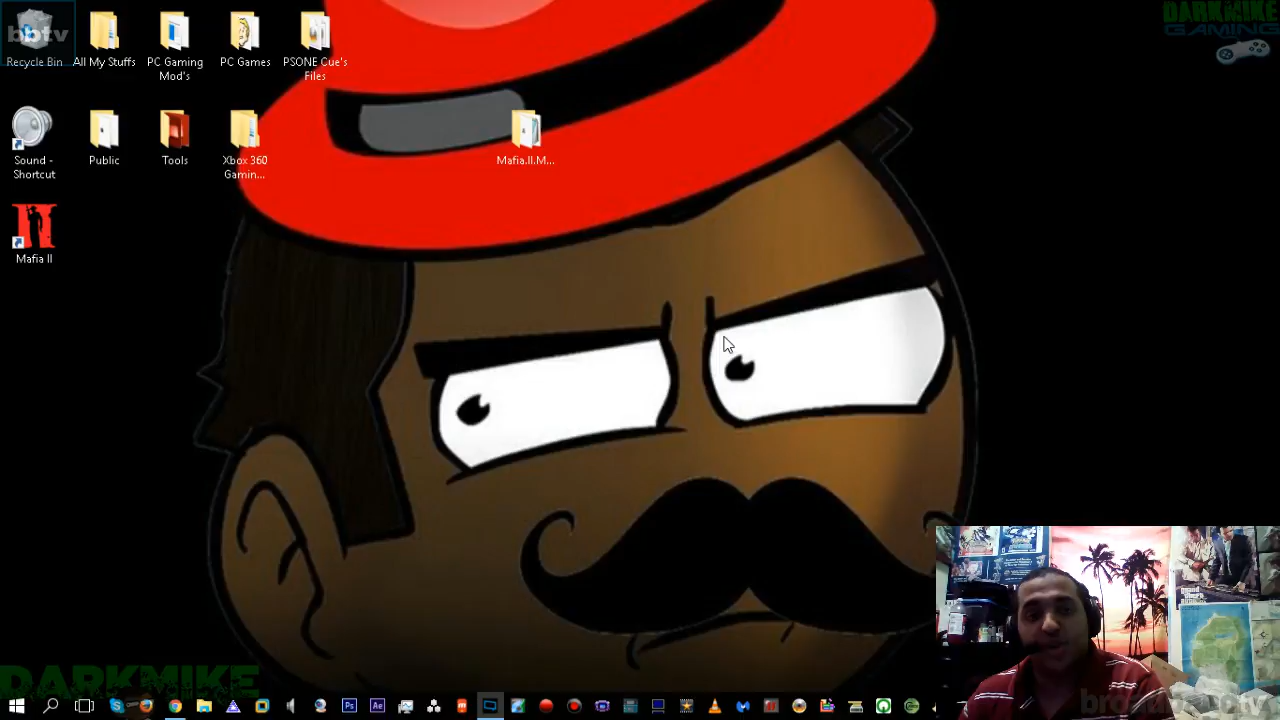 bbtv
Recycle Bin
All My Stuffs
PC Gaming
Mod's
PC Games
PSONE Cue's
Files
DARKMIKE
GAMING
Sound -
Shortcut
Public
Tools
Xbox 360
Gamin...
Mafia.II.M...
Mafia II
DARKMIKE